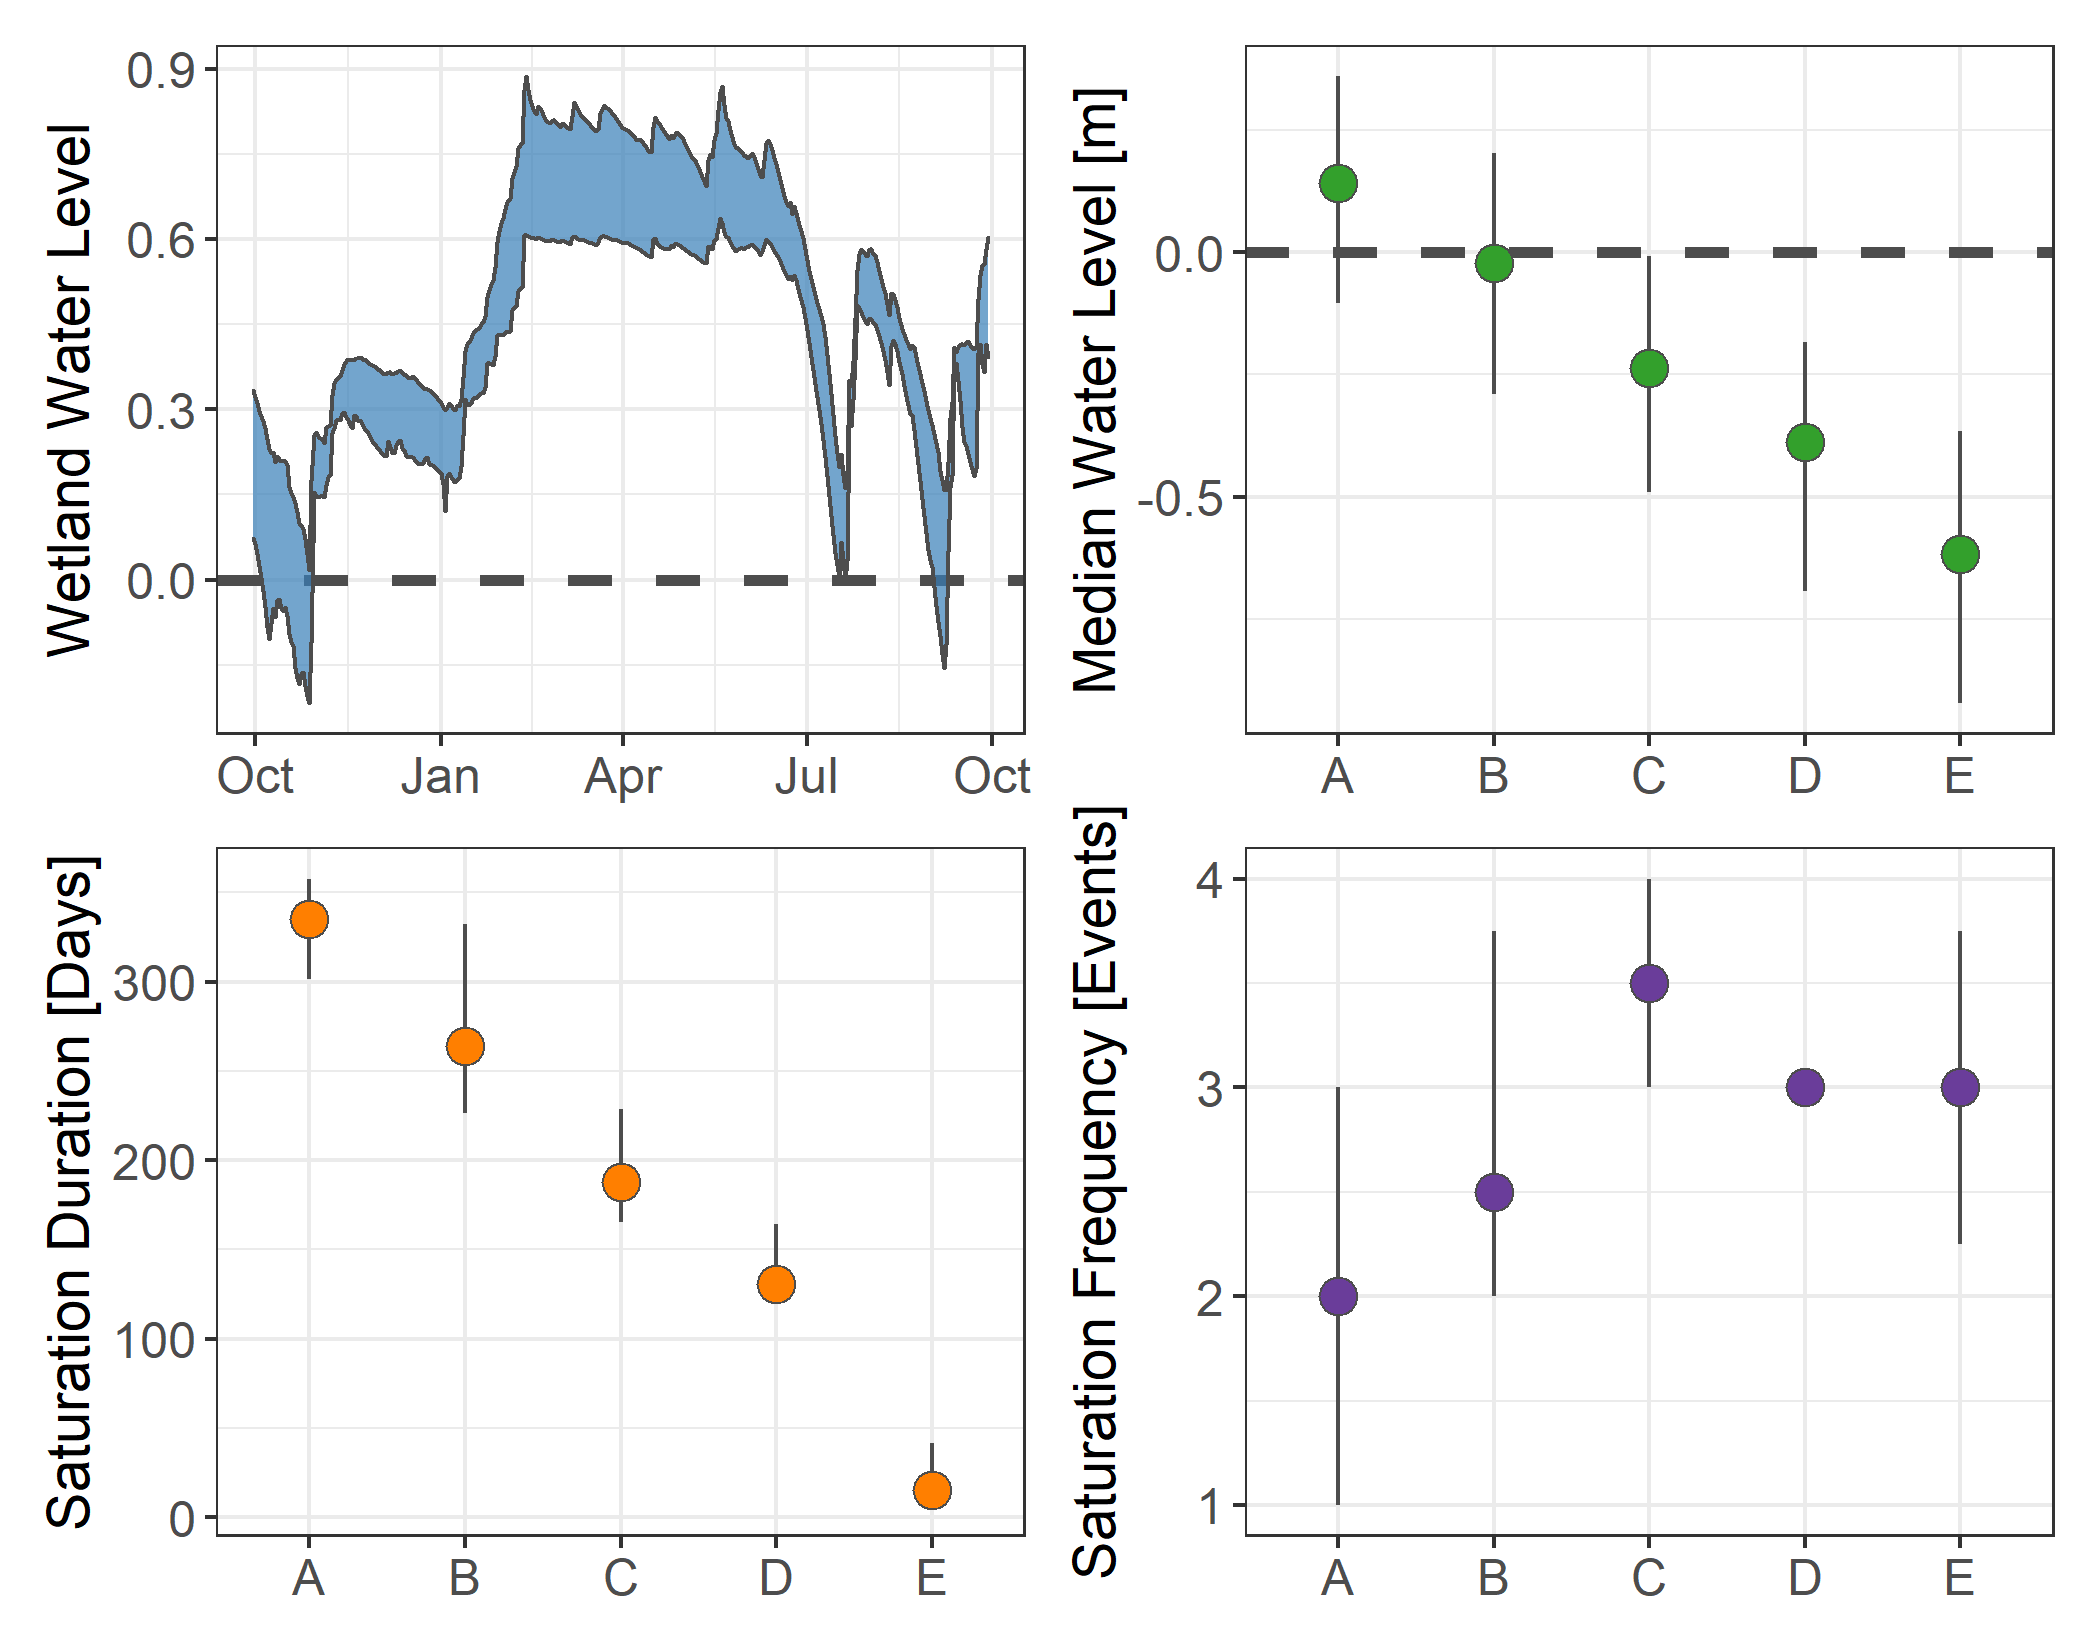 Wetland Water Level
0.9
0.6
0.3
0.0
Oct Jan Apr Jul Oct
Median Water Level [m]
0.0
-0.5
A B C D E
Saturation Duration [Days]
300
200
100
0
A B C D E
Saturation Frequency [Events]
4
3
2
1
A B C D E